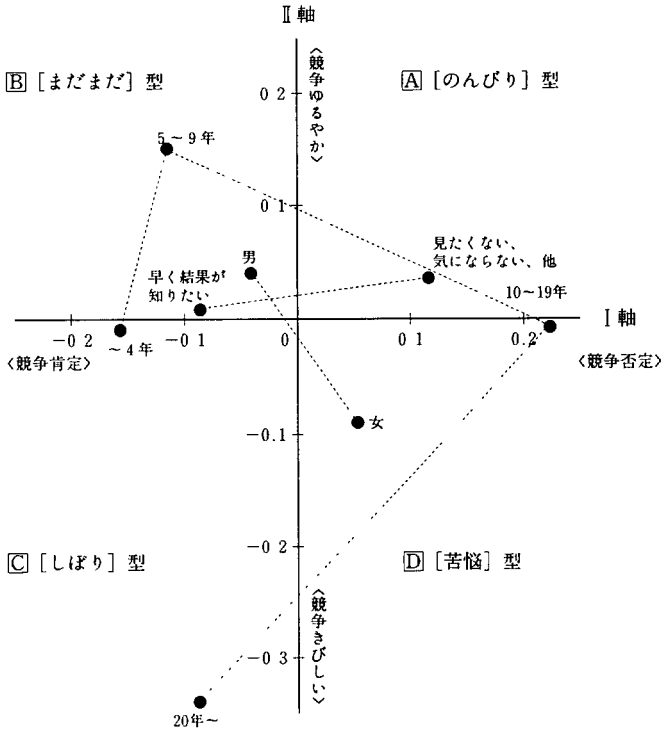 Ⅱ軸
B [まだまだ] 型
〈競争ゆるやか〉
A [のんびり] 型
0 2
5～9年
0 1
男
見たくない、
気にならない、他
早く結果が
知りたい
10～19年
Ⅰ軸
－0 2
－0 1
0
0 1
0.2
～4年
〈競争肯定〉
〈競争否定〉
女
－0.1
－0 2
C [しぼり] 型
D [苦悩] 型
〈競争きびしい〉
－0 3
20年～